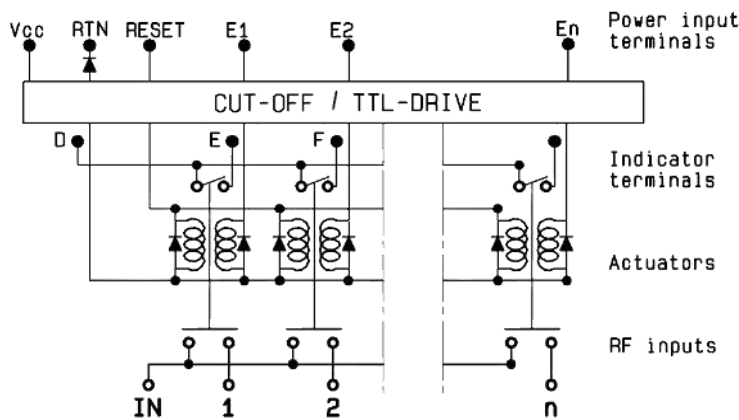 Vcc RTN RESET E1 E2 En
Power input
terminals
CUT-OFF / TTL-DRIVE
D E F
Indicator
terminals
Actuators
RF inputs
IN 1 2 n